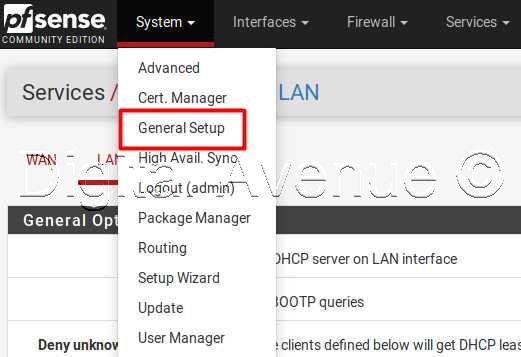 pfsense System Interfaces Firewall Services
COMMUNITY EDITION
Advanced
Cert. Manager
Services / LAN
General Setup
WAN LAN High Avail. Sync
Digital Avenue ©
Logout (admin)
General Opt Package Manager
Routing
DHCP server on LAN interface
Setup Wizard
BOOTP queries
Update
Deny unknow User Manager e clients defined below will get DHCP leas